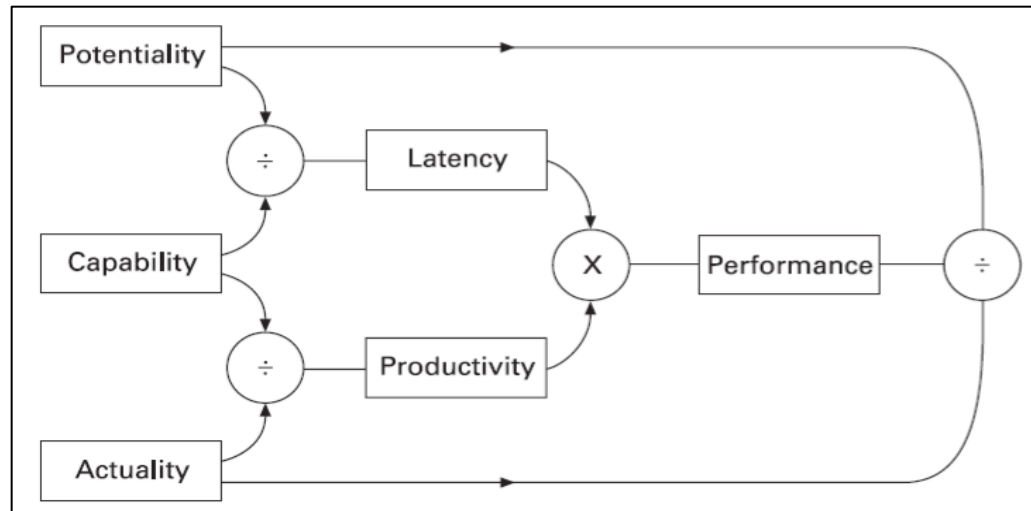 Potentiality
÷
Latency
Capability
X
Performance
÷
÷
Productivity
Actuality